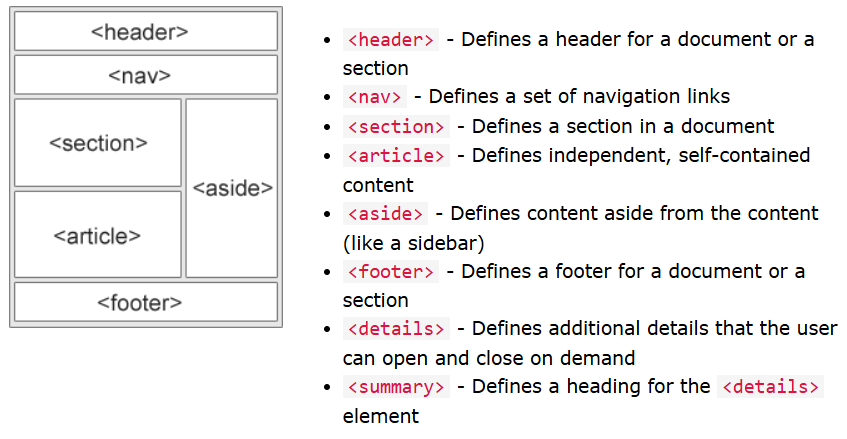 <header>
<nav>
<section>
<aside>
<article>
<footer>
• <header> - Defines a header for a document or a
section
• <nav> - Defines a set of navigation links
• <section> - Defines a section in a document
• <article> - Defines independent, self-contained
content
• <aside> - Defines content aside from the content
(like a sidebar)
• <footer> - Defines a footer for a document or a
section
• <details> - Defines additional details that the user
can open and close on demand
• <summary> - Defines a heading for the <details>
element